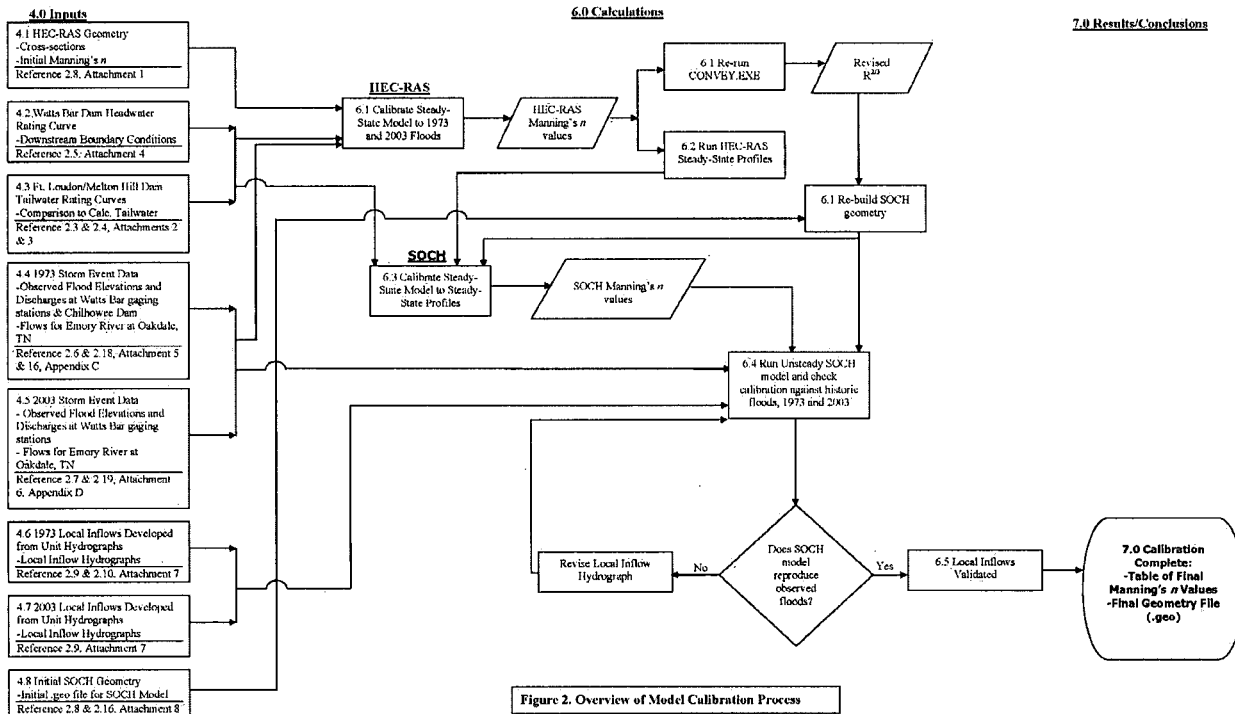 4.0 Inputs
6.0 Calculations
7.0 Results/Conclusions
4.1 HEC-RAS Geometry
-Cross-sections
-Initial Manning's n
Reference 2.8, Attachment 1
4.2 Watts Bar Dam Headwater
Rating Curve
-Downstream Boundary Conditions
Reference 2.5, Attachment 4
4.3 Ft. Loudon/Melton Hill Dam
Tailwater Rating Curves
-Comparison to Calc. Tailwater
Reference 2.3 & 2.4, Attachments 2
& 3
4.4 1973 Storm Event Data
-Observed Flood Elevations and
Discharges at Watts Bar gaging
stations & Chilhowee Dam
-Flows for Emory River at Oakdale,
TN
Reference 2.6 & 2.18, Attachment 5
& 16, Appendix C
4.5 2003 Storm Event Data
- Observed Flood Elevations and
Discharges at Watts Bar gaging
stations
- Flows for Emory River at
Oakdale, TN
Reference 2.7 & 2.19, Attachment
6, Appendix D
4.6 1973 Local Inflows Developed
from Unit Hydrographs
-Local Inflow Hydrographs
Reference 2.9 & 2.10, Attachment 7
4.7 2003 Local Inflows Developed
from Unit Hydrographs
-Local Inflow Hydrographs
Reference 2.9, Attachment 7
4.8 Initial SOCH Geometry
-Initial .geo file for SOCH Model
Reference 2.8 & 2.16, Attachment 8
HEC-RAS
6.1 Calibrate Steady-
State Model to 1973
and 2003 Floods
HEC-RAS
Manning's n
values
6.1 Re-run
CONVEY.EXE
Revised
R2/3
6.2 Run HEC-RAS
Steady-State Profiles
6.1 Re-build SOCH
geometry
SOCH
6.3 Calibrate Steady-
State Model to Steady-
State Profiles
SOCH Manning's n
values
6.4 Run Unsteady SOCH
model and check
calibration against historic
floods, 1973 and 2003
Does SOCH
model
reproduce
observed
floods?
No
Revise Local Inflow
Hydrograph
Yes
6.5 Local Inflows
Validated
7.0 Calibration
Complete:
-Table of Final
Manning's n Values
-Final Geometry File
(.geo)
Figure 2. Overview of Model Calibration Process